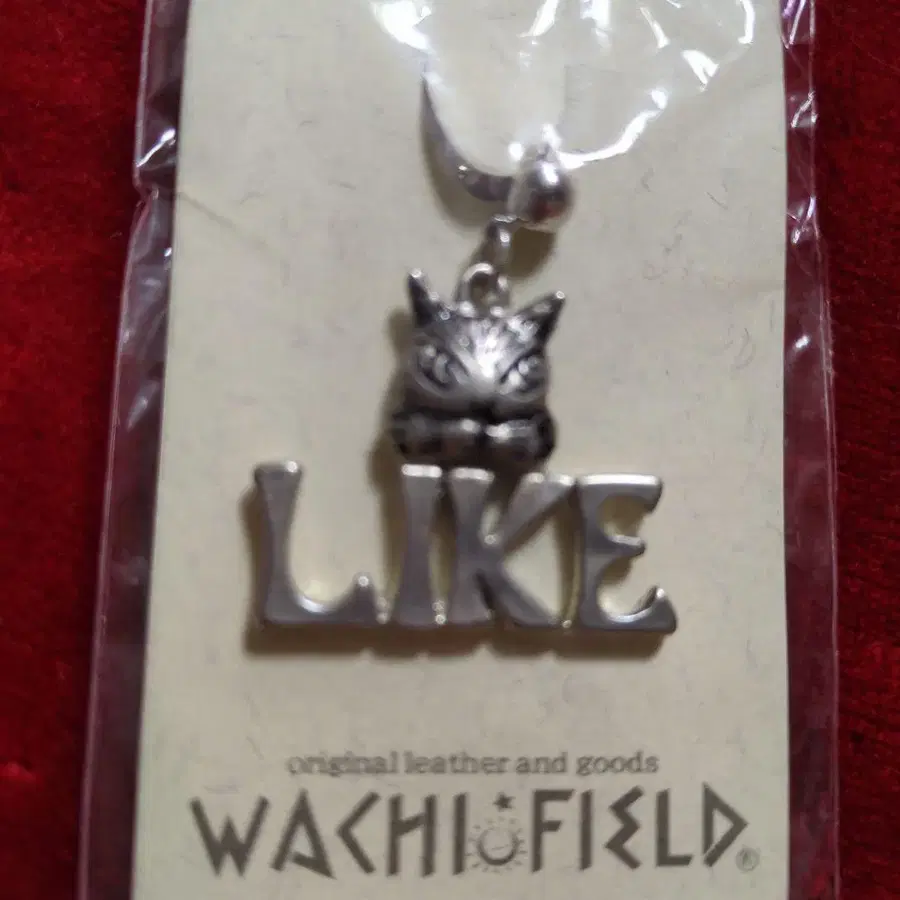 LIKE
original leather and goods
WACHI FIELD®